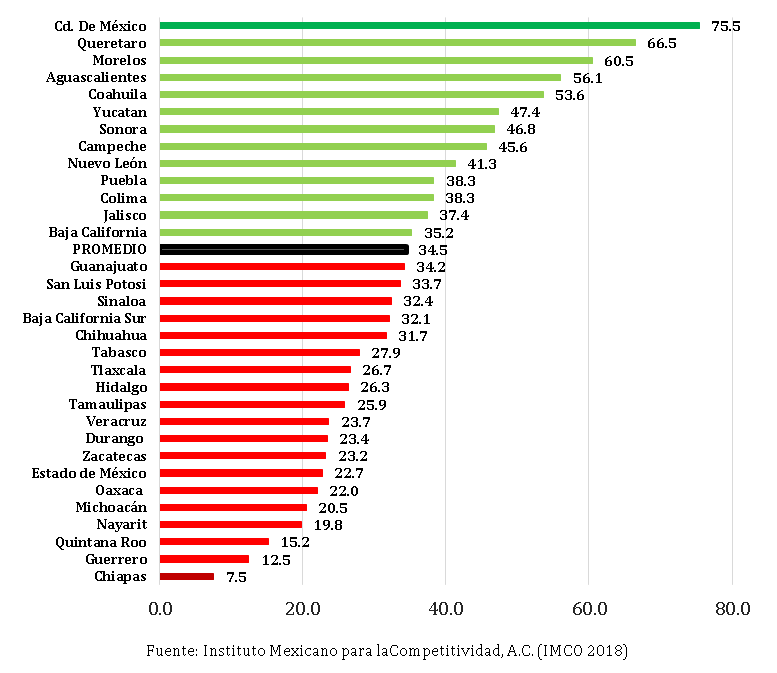 Cd. De México 75.5
Queretaro 66.5
Morelos 60.5
Aguascalientes 56.1
Coahuila 53.6
Yucatan 47.4
Sonora 46.8
Campeche 45.6
Nuevo León 41.3
Puebla 38.3
Colima 38.3
Jalisco 37.4
Baja California 35.2
PROMEDIO 34.5
Guanajuato 34.2
San Luis Potosi 33.7
Sinaloa 32.4
Baja California Sur 32.1
Chihuahua 31.7
Tabasco 27.9
Tlaxcala 26.7
Hidalgo 26.3
Tamaulipas 25.9
Veracruz 23.7
Durango 23.4
Zacatecas 23.2
Estado de México 22.7
Oaxaca 22.0
Michoacán 20.5
Nayarit 19.8
Quintana Roo 15.2
Guerrero 12.5
Chiapas 7.5
0.0 20.0 40.0 60.0 80.0
Fuente: Instituto Mexicano para laCompetitividad, A.C. (IMCO 2018)